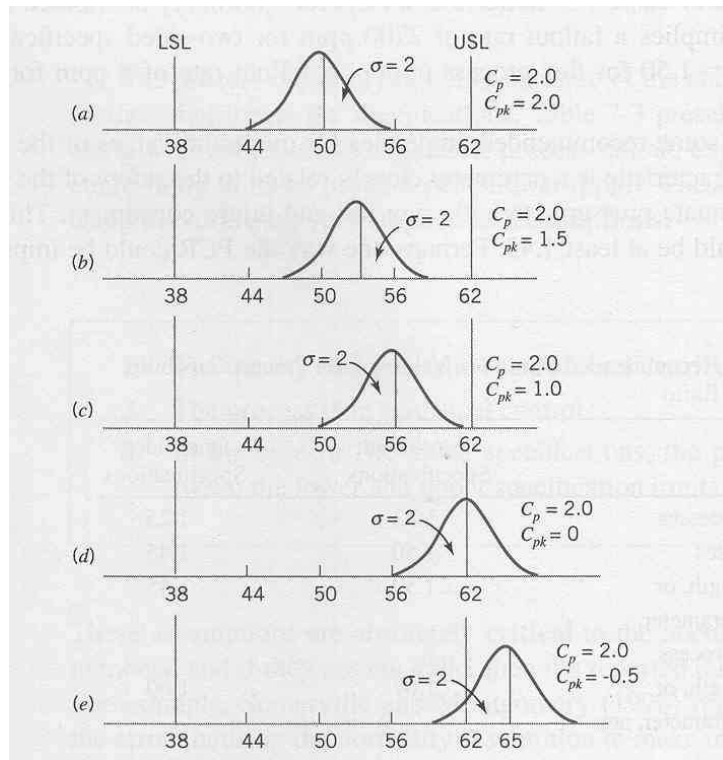 LSL USL
σ = 2
C_p = 2.0
C_pk = 2.0
(a)
38 44 50 56 62
σ = 2
C_p = 2.0
C_pk = 1.5
(b)
38 44 50 56 62
σ = 2
C_p = 2.0
C_pk = 1.0
(c)
38 44 50 56 62
σ = 2
C_p = 2.0
C_pk = 0
(d)
38 44 50 56 62
σ = 2
C_p = 2.0
C_pk = -0.5
(e)
38 44 50 56 62 65